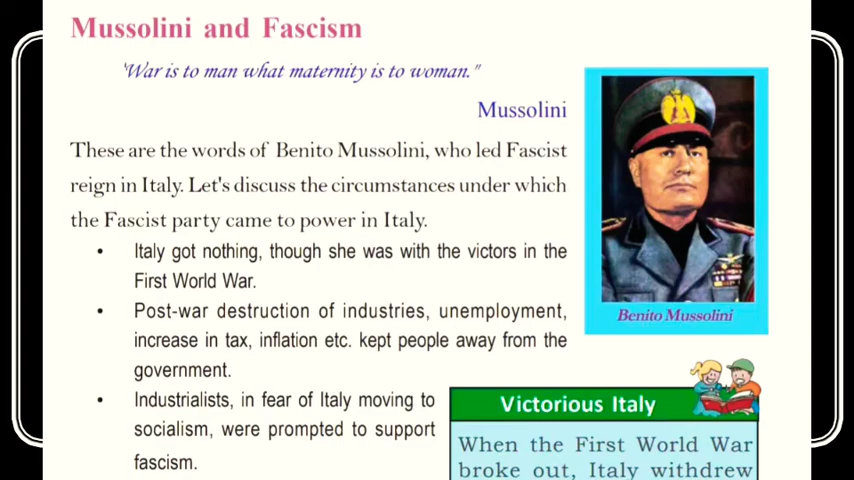 Mussolini and Fascism
'War is to man what maternity is to woman."
Mussolini
These are the words of Benito Mussolini, who led Fascist
reign in Italy. Let's discuss the circumstances under which
the Fascist party came to power in Italy.
• Italy got nothing, though she was with the victors in the
First World War.
• Post-war destruction of industries, unemployment,
increase in tax, inflation etc. kept people away from the
government.
• Industrialists, in fear of Italy moving to
socialism, were prompted to support
fascism.
Benito Mussolini
Victorious Italy
When the First World War
broke out, Italy withdrew